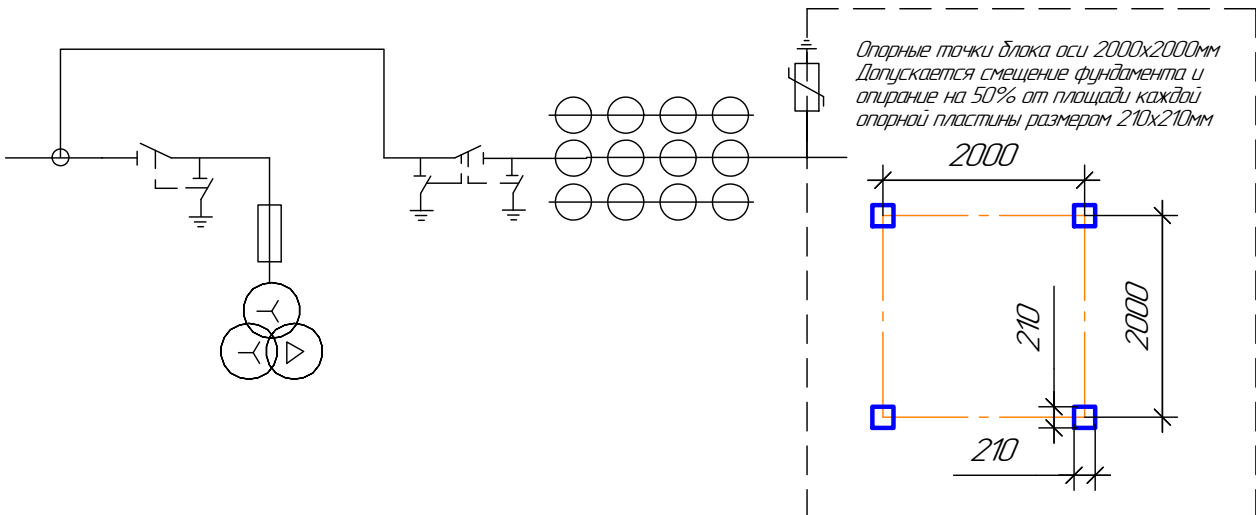 Опорные точки блока оси 2000х2000мм
Допускается смещение фундамента и
опирание на 50% от площади каждой
опорной пластины размером 210х210мм
2000
2000
210
210